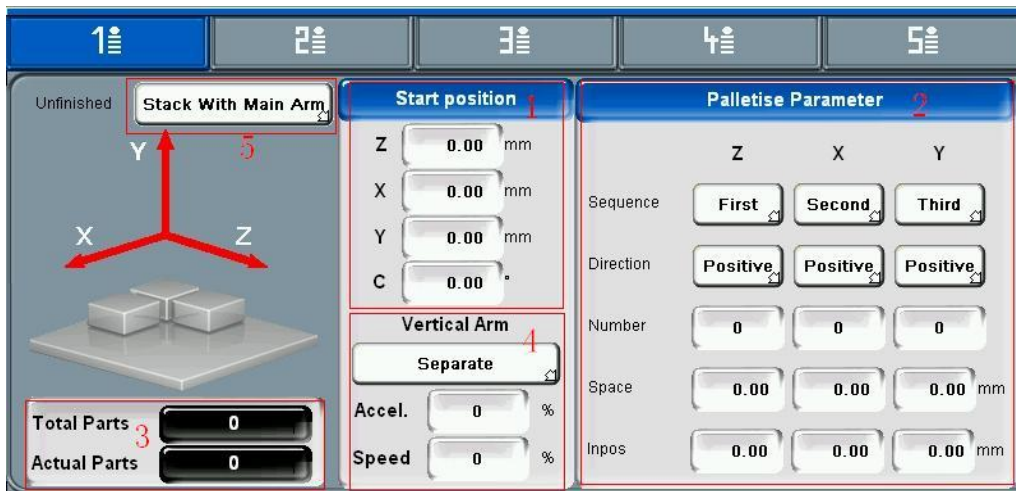 1 2 3 4 5
Unfinished Stack With Main Arm
5
Y
X Z
Total Parts 0
3
Actual Parts 0
Start position
1
Z 0.00 mm
X 0.00 mm
Y 0.00 mm
C 0.00 °
Vertical Arm
4
Separate
Accel. 0 %
Speed 0 %
Palletise Parameter 2
Z X Y
Sequence First Second Third
Direction Positive Positive Positive
Number 0 0 0
Space 0.00 0.00 0.00 mm
Inpos 0.00 0.00 0.00 mm